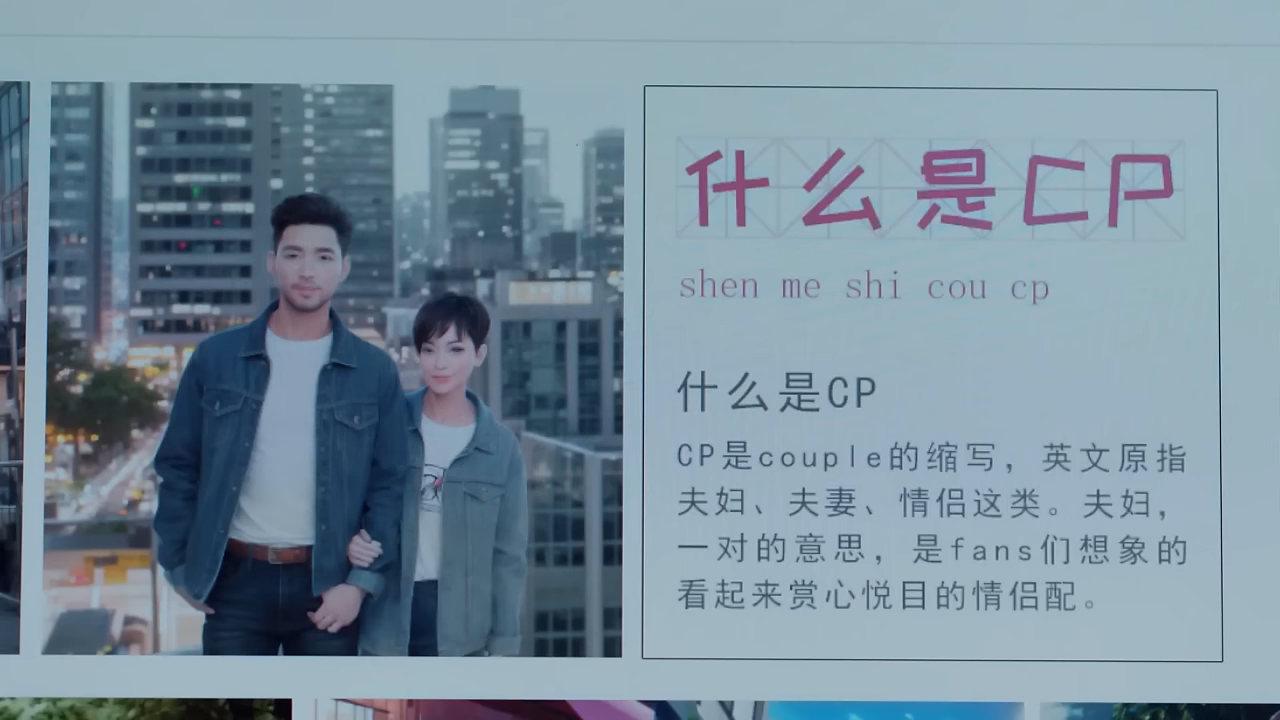 什么是CP
shen me shi cou cp
什么是CP
CP是couple的缩写，英文原指
夫妇、夫妻、情侣这类。夫妇，
一对的意思，是fans们想象的
看起来赏心悦目的情侣配。